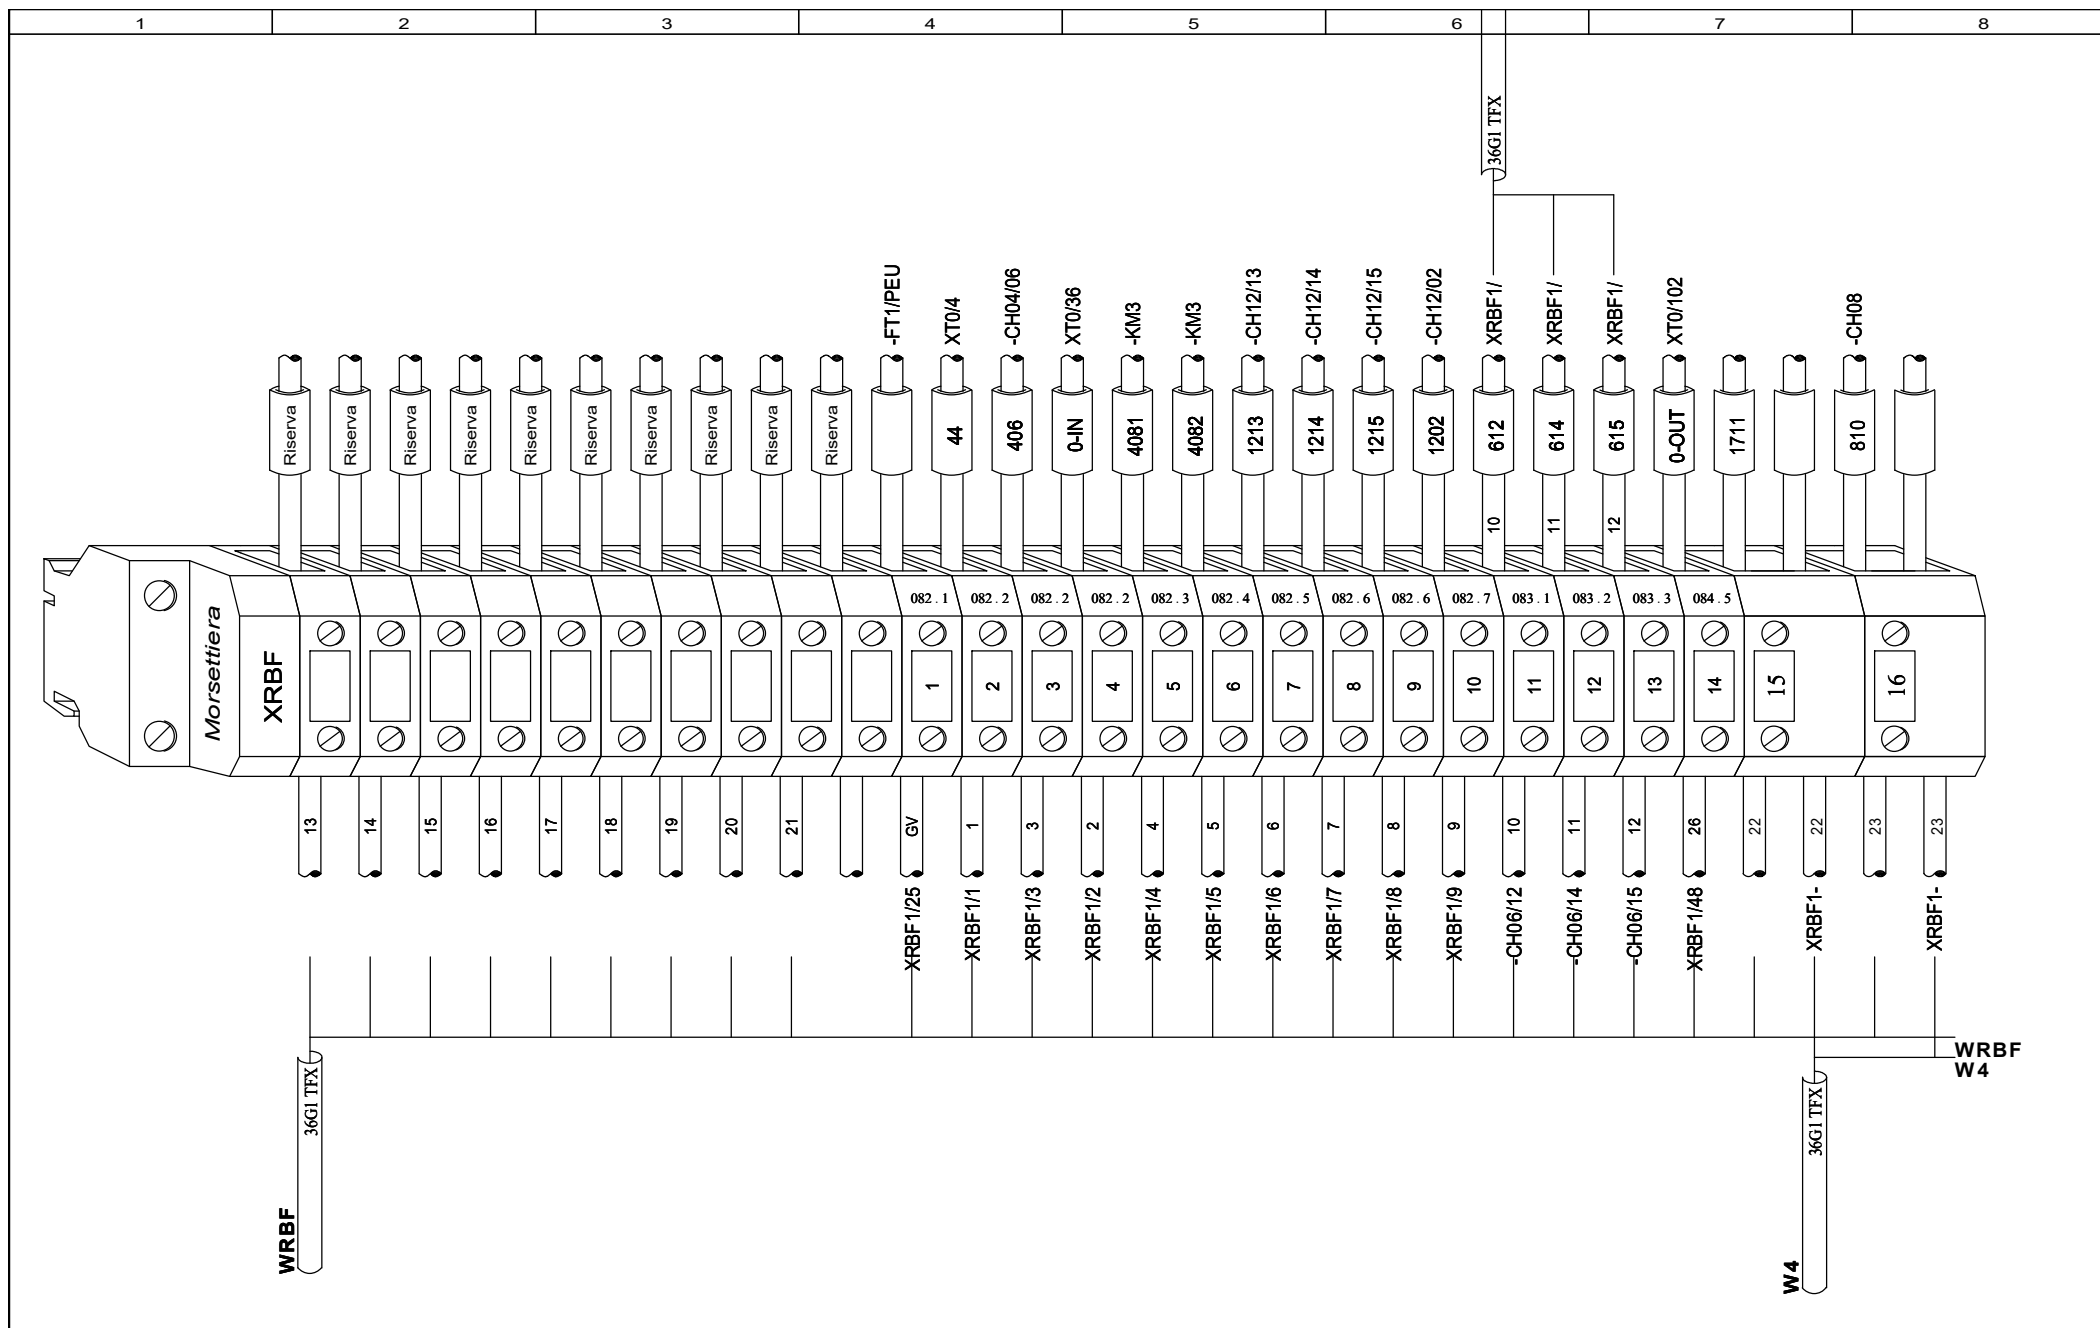 1 2 3 4 5 6 7 8
36G1 TFX
-FT1/PEU XT0/4 -CH04/06 XT0/36 -KM3 -KM3 -CH12/13 -CH12/14 -CH12/15 -CH12/02 XRBF1/ XRBF1/ XRBF1/ XT0/102 -CH08
Riserva Riserva Riserva Riserva Riserva Riserva Riserva Riserva Riserva Riserva 44 406 0-IN 4081 4082 1213 1214 1215 1202 612 614 615 0-OUT 1711 810
10 11 12
082.1 082.2 082.2 082.2 082.3 082.4 082.5 082.6 082.6 082.7 083.1 083.2 083.3 084.5
Morsettiera
XRBF
1 2 3 4 5 6 7 8 9 10 11 12 13 14 15 16
13 14 15 16 17 18 19 20 21 GV 1 3 2 4 5 6 7 8 9 10 11 12 26 22 22 23 23
XRBF1/25 XRBF1/1 XRBF1/3 XRBF1/2 XRBF1/4 XRBF1/5 XRBF1/6 XRBF1/7 XRBF1/8 XRBF1/9 -CH06/12 -CH06/14 -CH06/15 XRBF1/48 XRBF1- XRBF1-
WRBF
W4
36G1 TFX
WRBF
36G1 TFX
W4